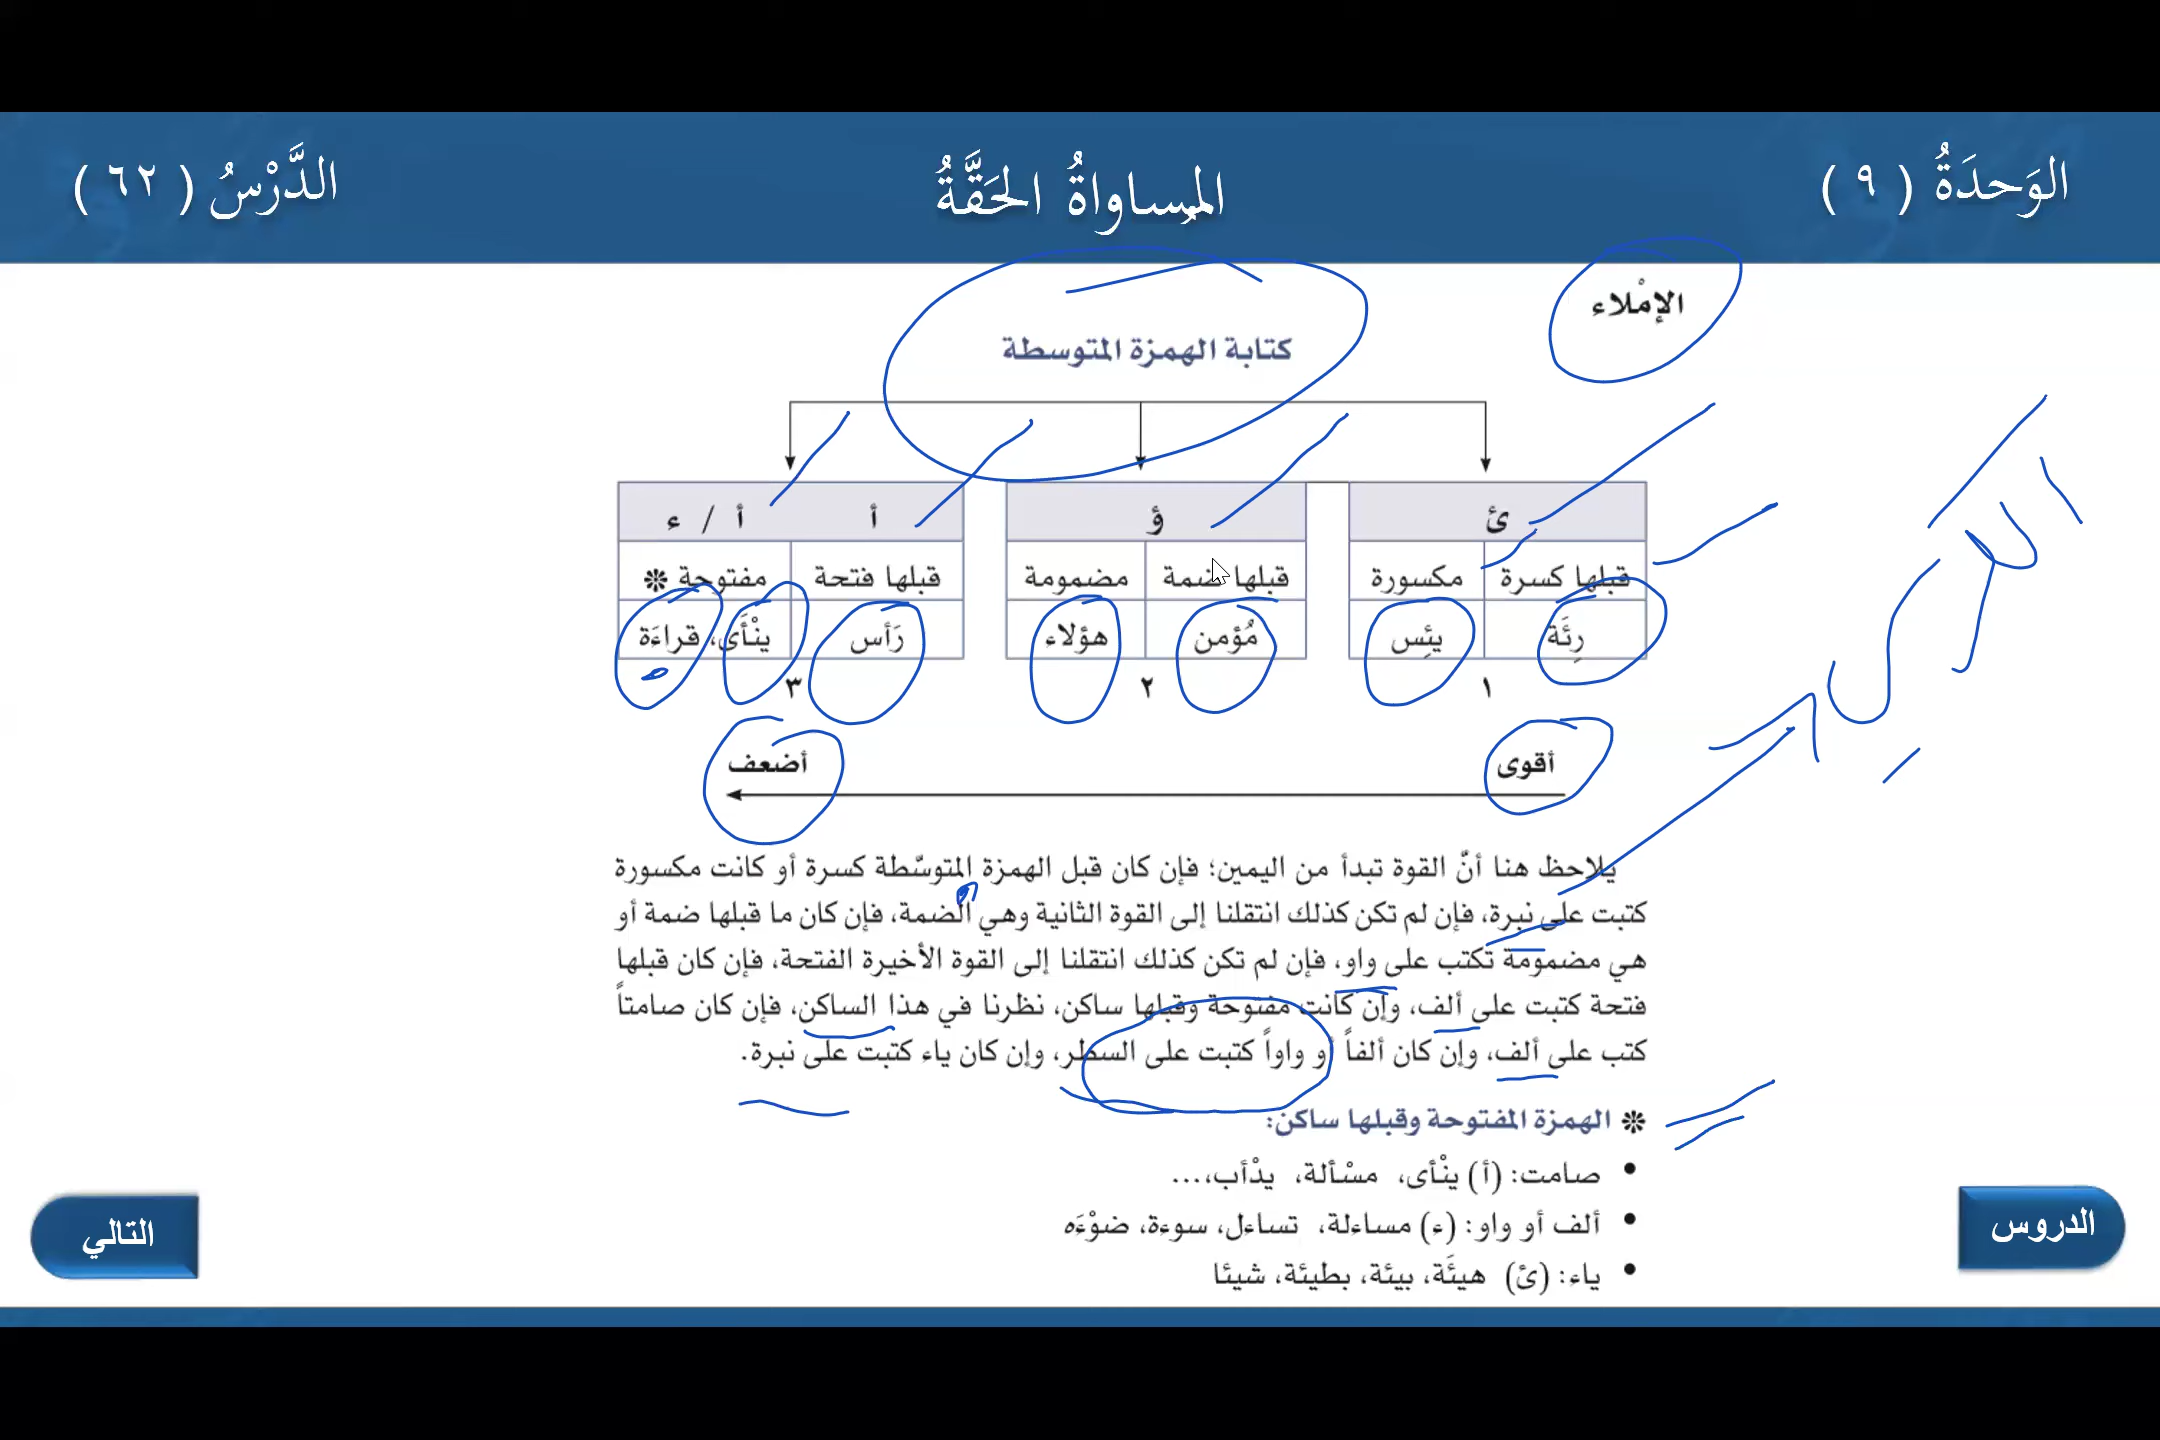 الوَحدَةُ ( ٩ )
المُساواةُ الحَقَّةُ
الدَّرْسُ ( ٦٢ )
الإمْلاء
كتابة الهمزة المتوسطة
ئ
ؤ
أ
أ / ء
قبلها كسرة
مكسورة
قبلها ضمة
مضمومة
قبلها فتحة
مفتوحة ❋
رِئَة
يئِس
مُؤمن
هؤلاء
رَأس
ينْأَى، قراءَة
١
٢
٣
أقوى
أضعف
يلاحظ هنا أنّ القوة تبدأ من اليمين؛ فإن كان قبل الهمزة المتوسّطة كسرة أو كانت مكسورة
كتبت على نبرة، فإن لم تكن كذلك انتقلنا إلى القوة الثانية وهي الضمة، فإن كان ما قبلها ضمة أو
هي مضمومة تكتب على واو، فإن لم تكن كذلك انتقلنا إلى القوة الأخيرة الفتحة، فإن كان قبلها
فتحة كتبت على ألف، وإن كانت مفتوحة وقبلها ساكن، نظرنا في هذا الساكن، فإن كان صامتاً
كتب على ألف، وإن كان ألفاً أو واواً كتبت على السطر، وإن كان ياء كتبت على نبرة.
❋ الهمزة المفتوحة وقبلها ساكن:
• صامت: (أ) ينْأى، مسْألة، يدْأب،...
• ألف أو واو: (ء) مساءلة، تساءل، سوءة، ضوْءَه
• ياء: (ئ) هيئَة، بيئة، بطيئة، شيئا
الدروس
التالي